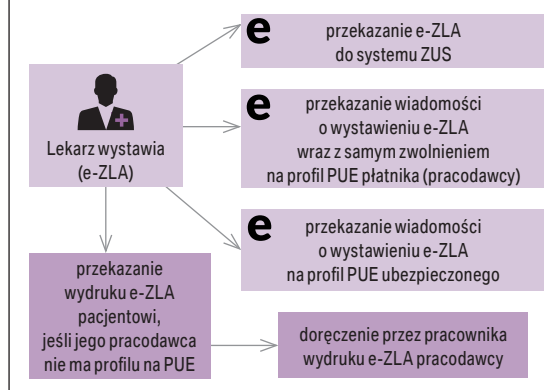 e
przekazanie e-ZLA
do systemu ZUS
Lekarz wystawia
(e-ZLA)
e
przekazanie wiadomości
o wystawieniu e-ZLA
wraz z samym zwolnieniem
na profil PUE płatnika (pracodawcy)
e
przekazanie wiadomości
o wystawieniu e-ZLA
na profil PUE ubezpieczonego
przekazanie
wydruku e-ZLA
pacjentowi,
jeśli jego pracodawca
nie ma profilu na PUE
doręczenie przez pracownika
wydruku e-ZLA pracodawcy